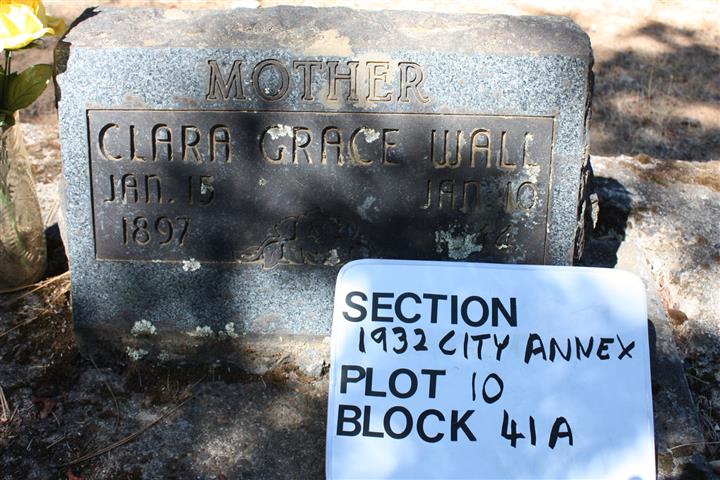 MOTHER
CLARA GRACE WALL
JAN. 15 JAN. 10
1897
SECTION
1932 CITY ANNEX
PLOT 10
BLOCK 41A